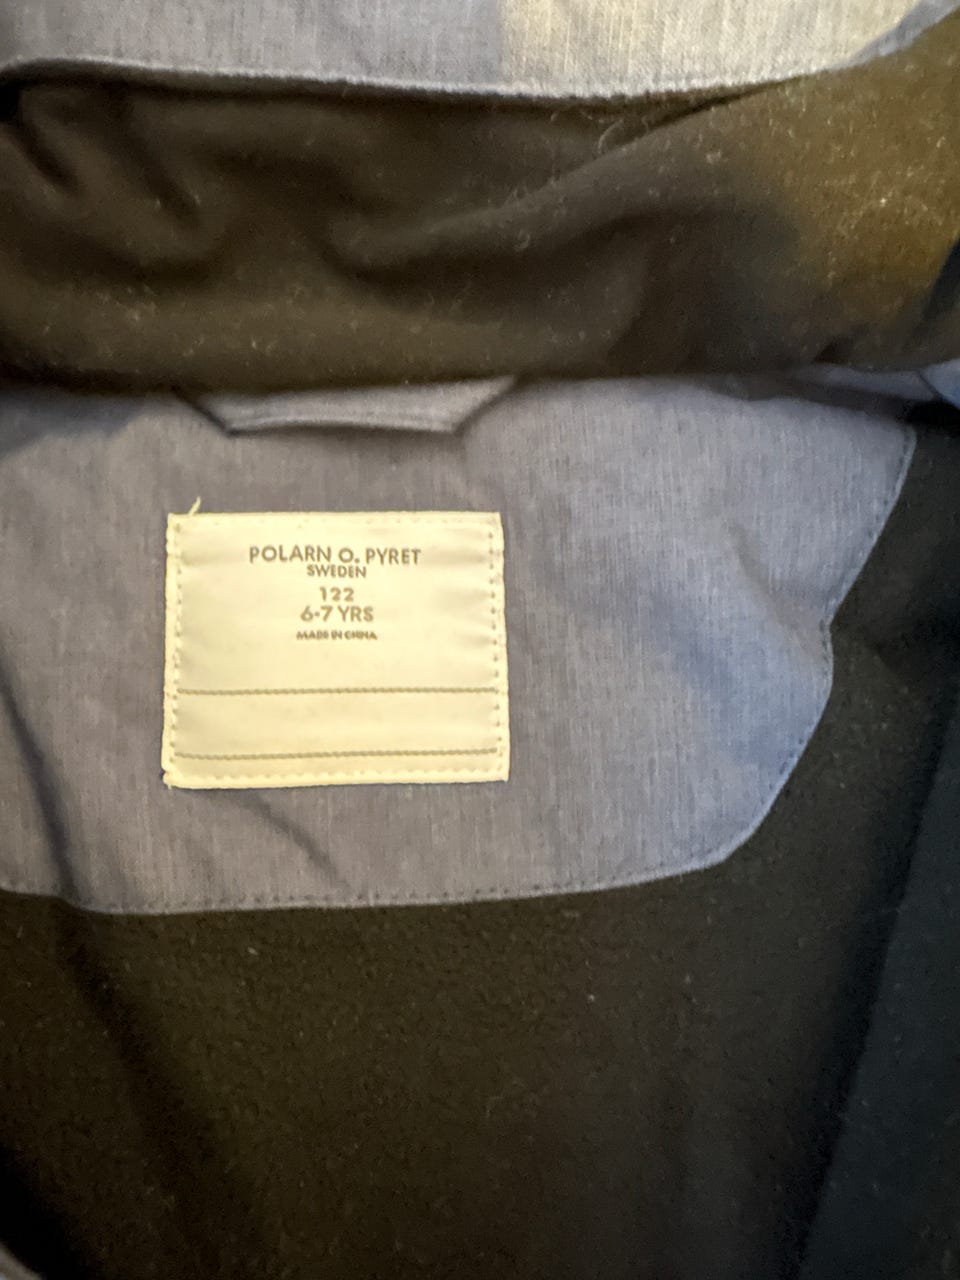 POLARN O. PYRET
SWEDEN
122
6-7 YRS
MADE IN CHINA